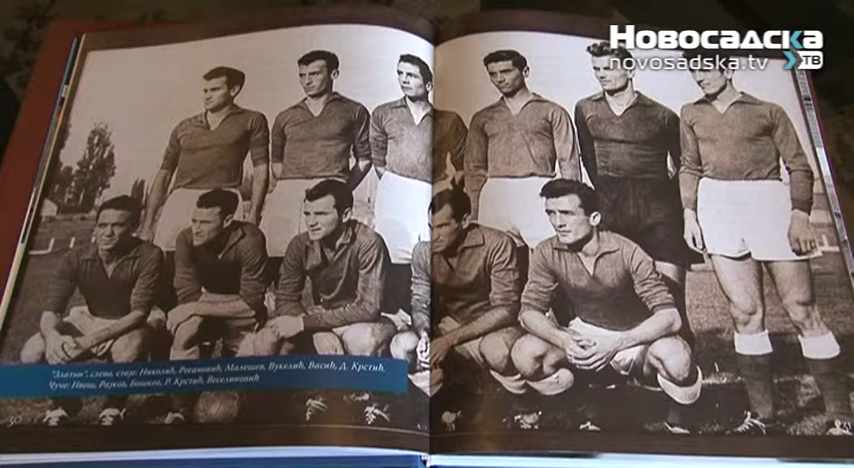 НОВОСАДСКА
ТВ
novosadska.tv
"Златни", слева, стоје: Николић, Рогановић, Малешев, Вукелић, Васић, Д. Крстић,
Чуче: Ивош, Рајков, Бошков, Р. Крстић, Веселиновић
50